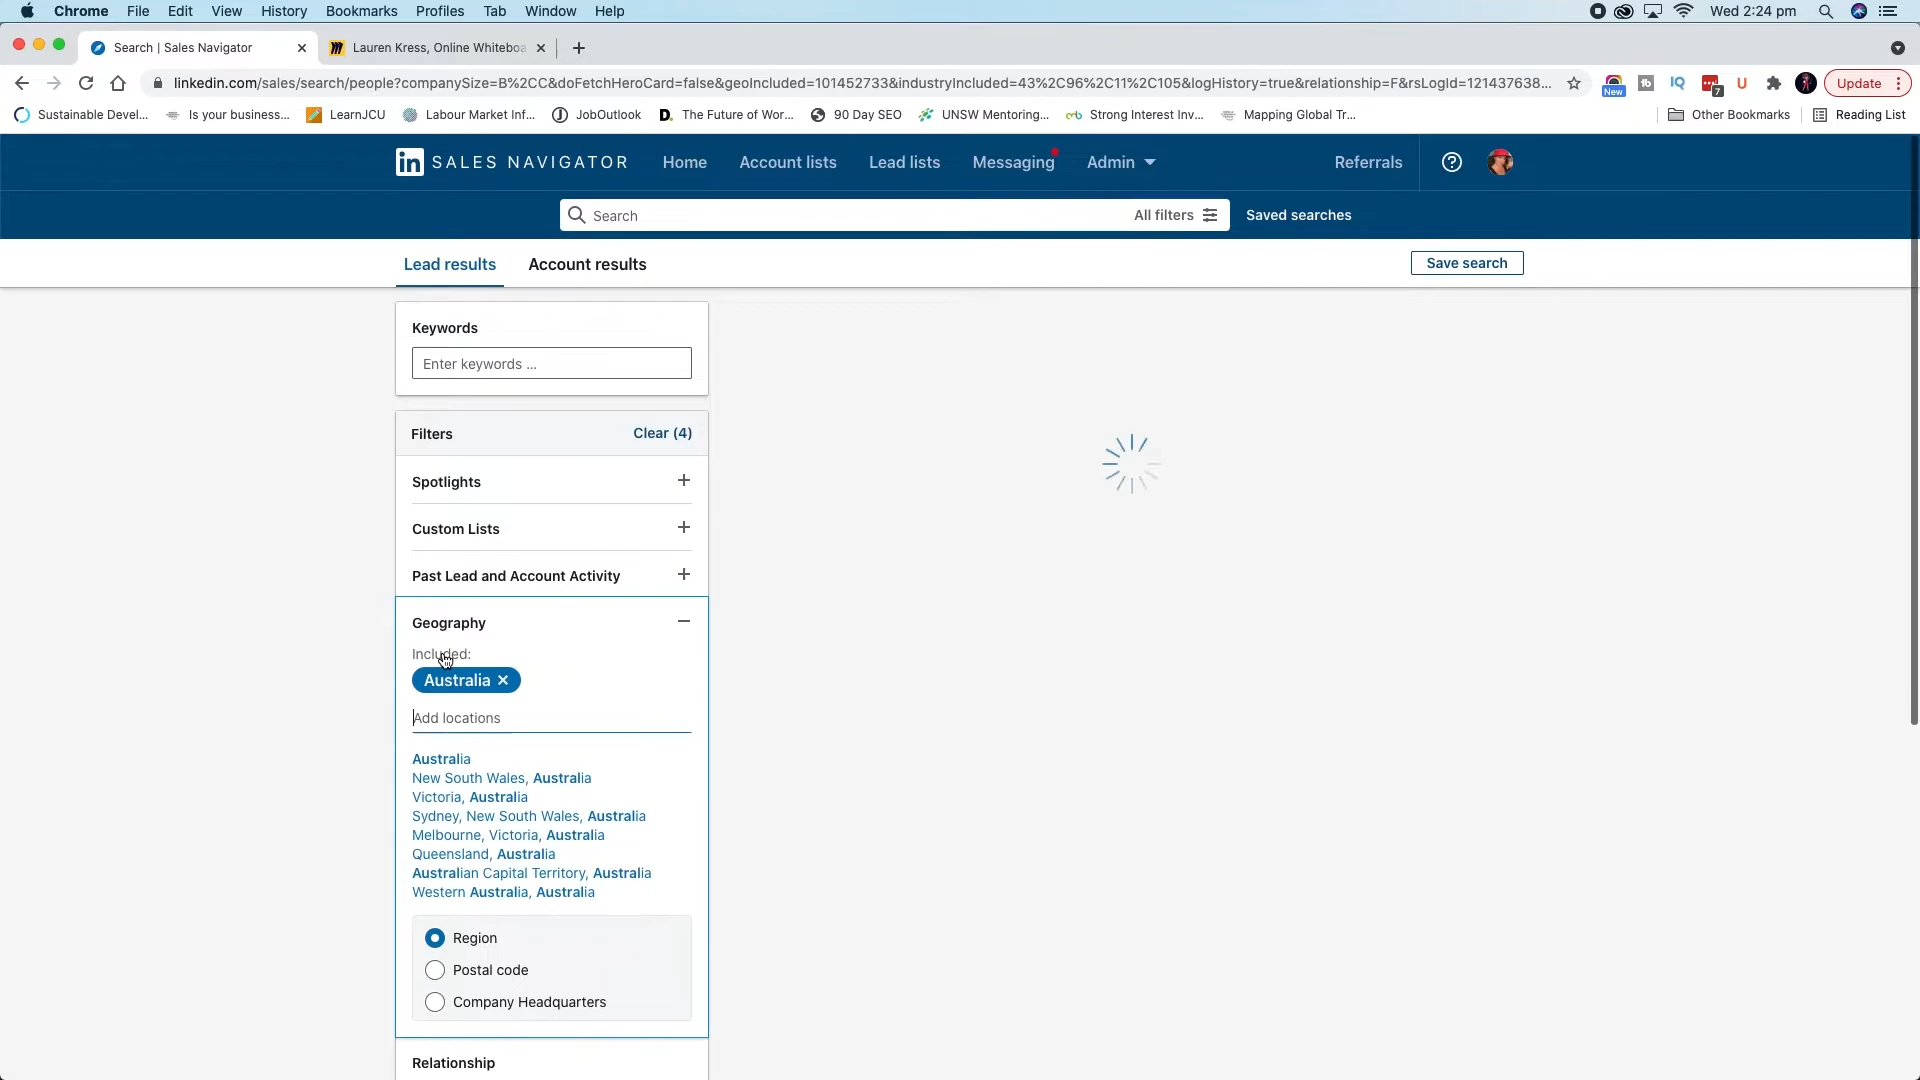 Chrome File Edit View History Bookmarks Profiles Tab Window Help Wed 2:24 pm
Search | Sales Navigator Lauren Kress, Online Whiteboa
linkedin.com/sales/search/people?companySize=B%2CC&doFetchHeroCard=false&geoIncluded=101452733&industryIncluded=43%2C96%2C11%2C105&logHistory=true&relationship=F&rsLogId=121437638... New 7 Update
Sustainable Devel... Is your business... LearnJCU Labour Market Inf... JobOutlook The Future of Wor... 90 Day SEO UNSW Mentoring... Strong Interest Inv... Mapping Global Tr... Other Bookmarks Reading List
in SALES NAVIGATOR Home Account lists Lead lists Messaging Admin Referrals
Search All filters Saved searches
Lead results Account results Save search
Keywords
Enter keywords ...
Filters Clear (4)
Spotlights
Custom Lists
Past Lead and Account Activity
Geography
Included:
Australia
Add locations
Australia
New South Wales, Australia
Victoria, Australia
Sydney, New South Wales, Australia
Melbourne, Victoria, Australia
Queensland, Australia
Australian Capital Territory, Australia
Western Australia, Australia
Region
Postal code
Company Headquarters
Relationship